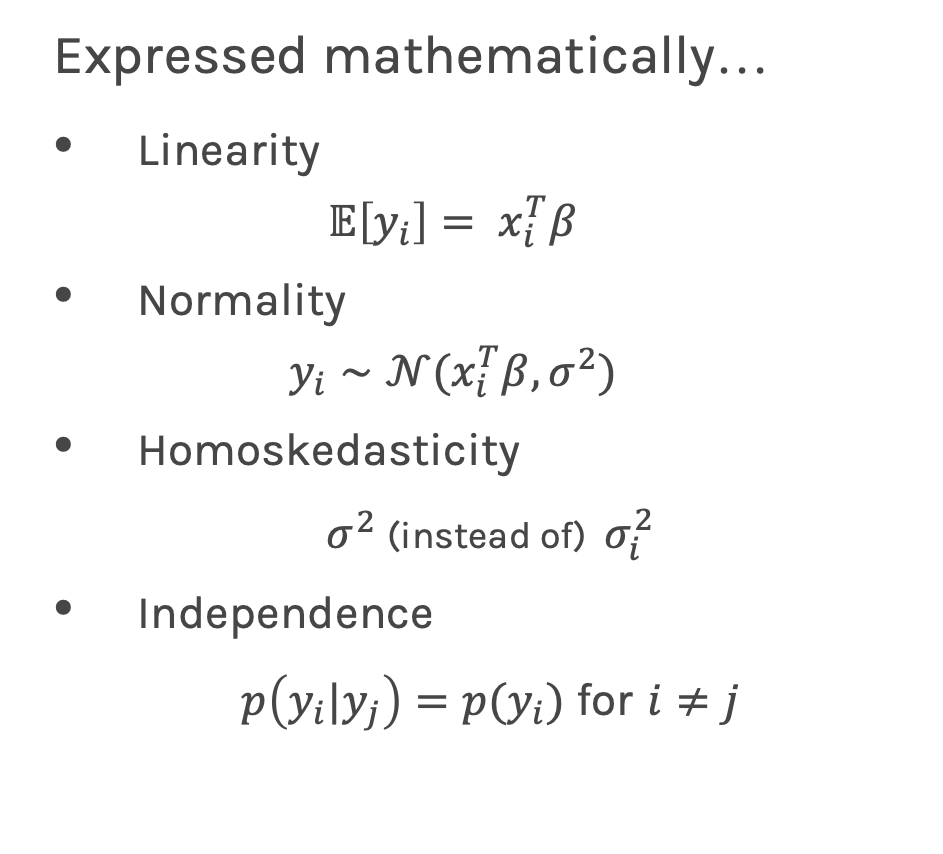 Expressed mathematically…
• Linearity
𝔼[yᵢ] = xᵢᵀβ
• Normality
yᵢ ~ 𝒩(xᵢᵀβ, σ²)
• Homoskedasticity
σ² (instead of) σᵢ²
• Independence
p(yᵢ|yⱼ) = p(yᵢ) for i ≠ j